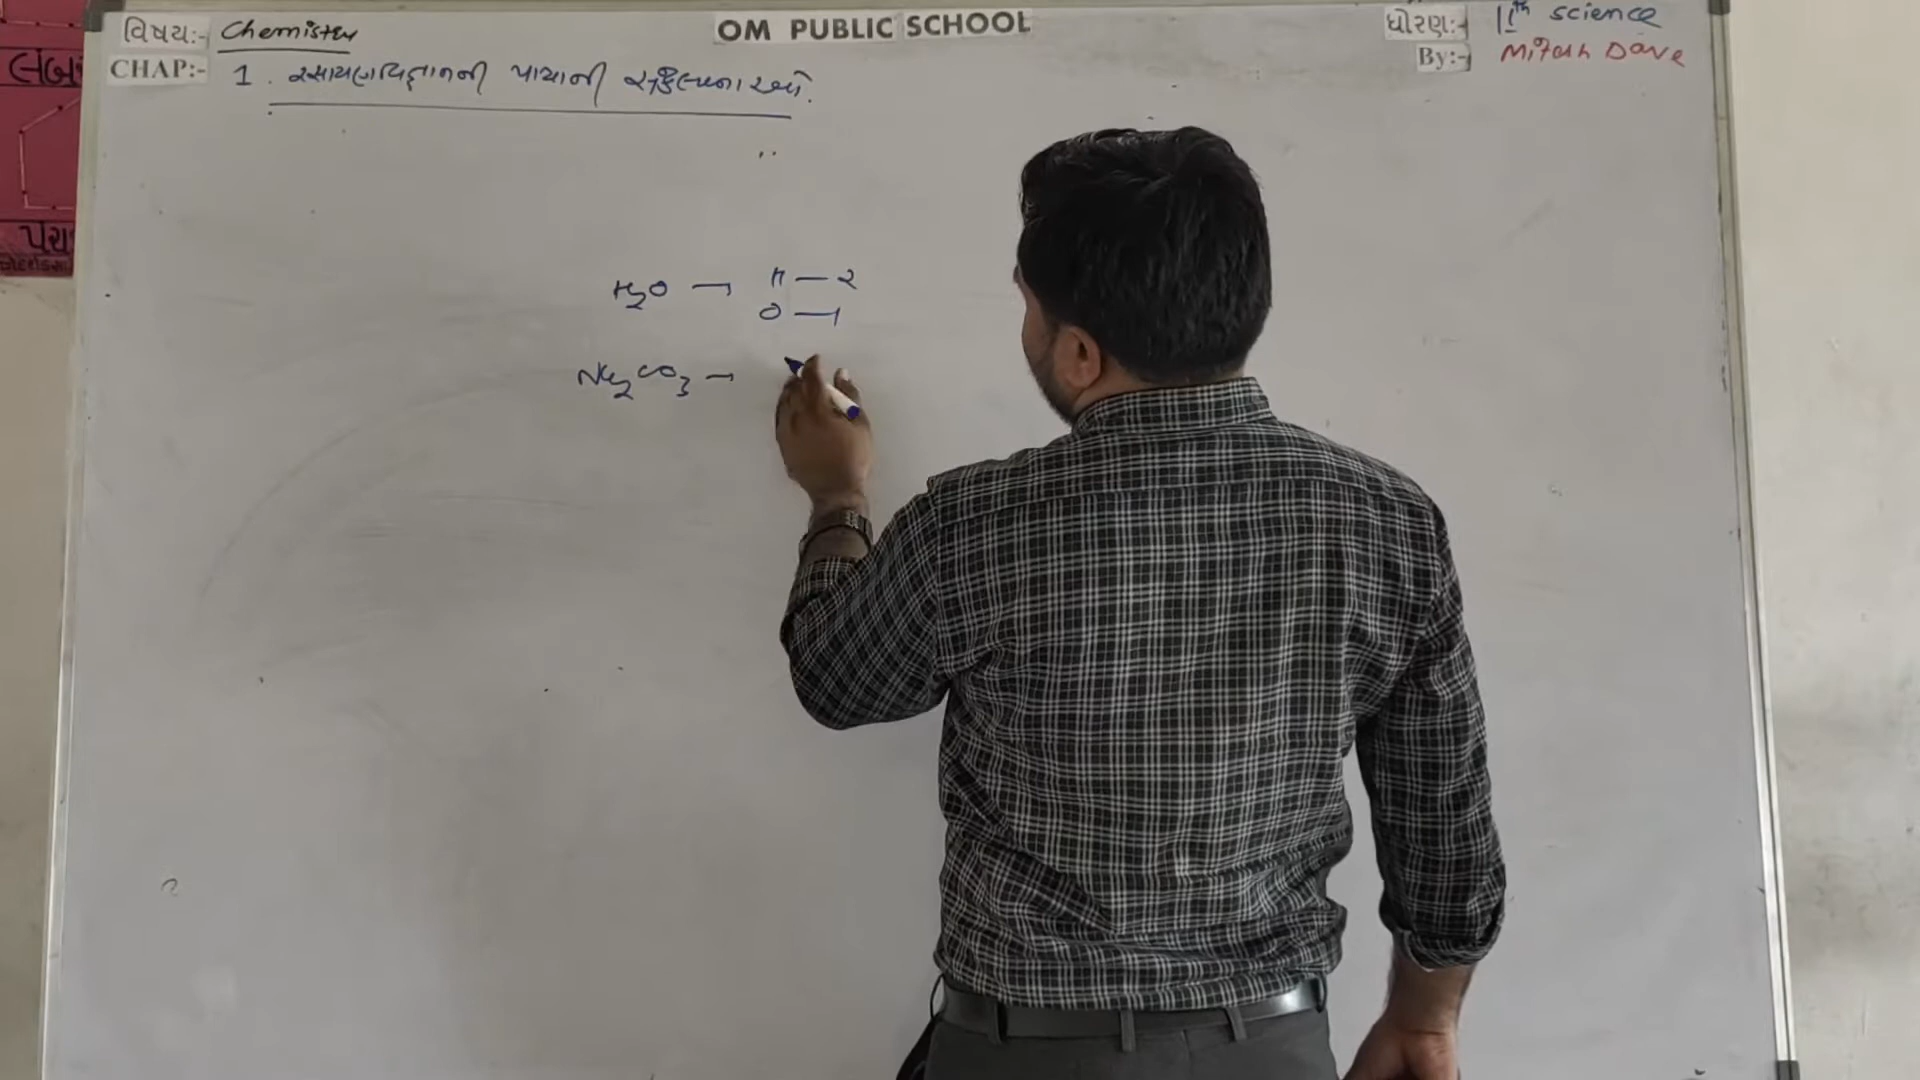 વિષય:- Chemistry
OM PUBLIC SCHOOL
ધોરણ:- 11th science
CHAP:- 1. રસાયણવિજ્ઞાનની પાયાની સંકલ્પનાઓ.
By:- Mitesh Dave
લંબ
H2O → H — 2
O — 1
Na2CO3 →